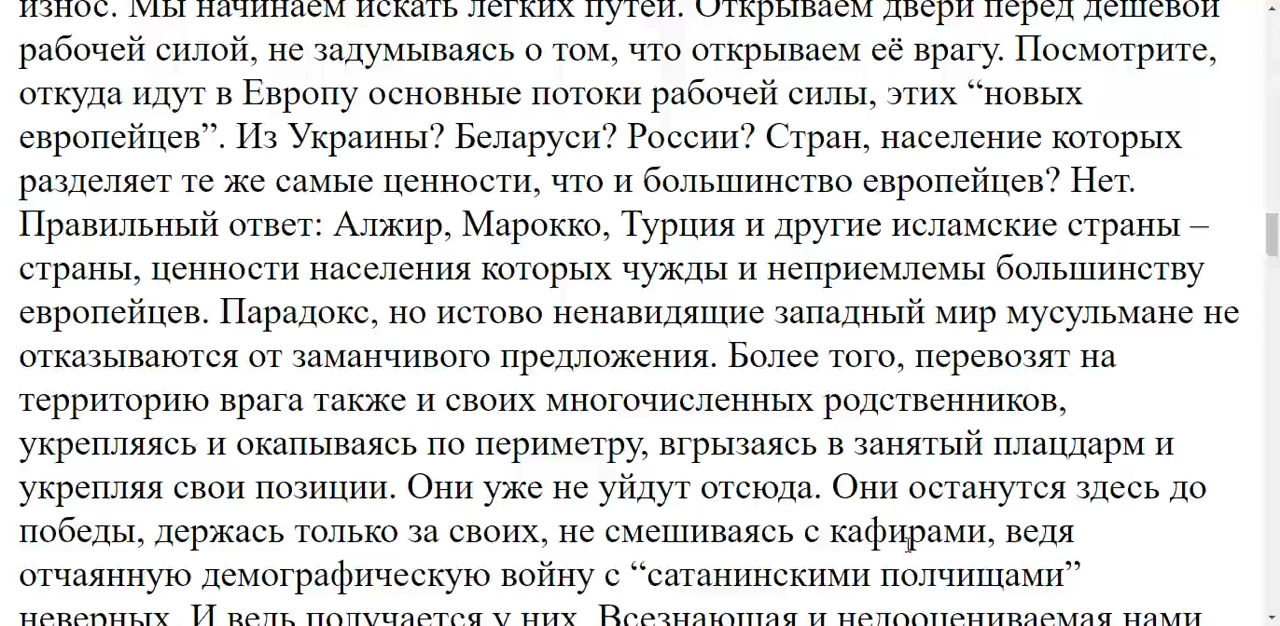 износ. Мы начинаем искать легких путей. Открываем двери перед дешевой
рабочей силой, не задумываясь о том, что открываем её врагу. Посмотрите,
откуда идут в Европу основные потоки рабочей силы, этих “новых
европейцев”. Из Украины? Беларуси? России? Стран, население которых
разделяет те же самые ценности, что и большинство европейцев? Нет.
Правильный ответ: Алжир, Марокко, Турция и другие исламские страны –
страны, ценности населения которых чужды и неприемлемы большинству
европейцев. Парадокс, но истово ненавидящие западный мир мусульмане не
отказываются от заманчивого предложения. Более того, перевозят на
территорию врага также и своих многочисленных родственников,
укрепляясь и окапываясь по периметру, вгрызаясь в занятый плацдарм и
укрепляя свои позиции. Они уже не уйдут отсюда. Они останутся здесь до
победы, держась только за своих, не смешиваясь с кафирами, ведя
отчаянную демографическую войну с “сатанинскими полчищами”
неверных. И ведь получается у них. Всезнающая и недооцениваемая нами